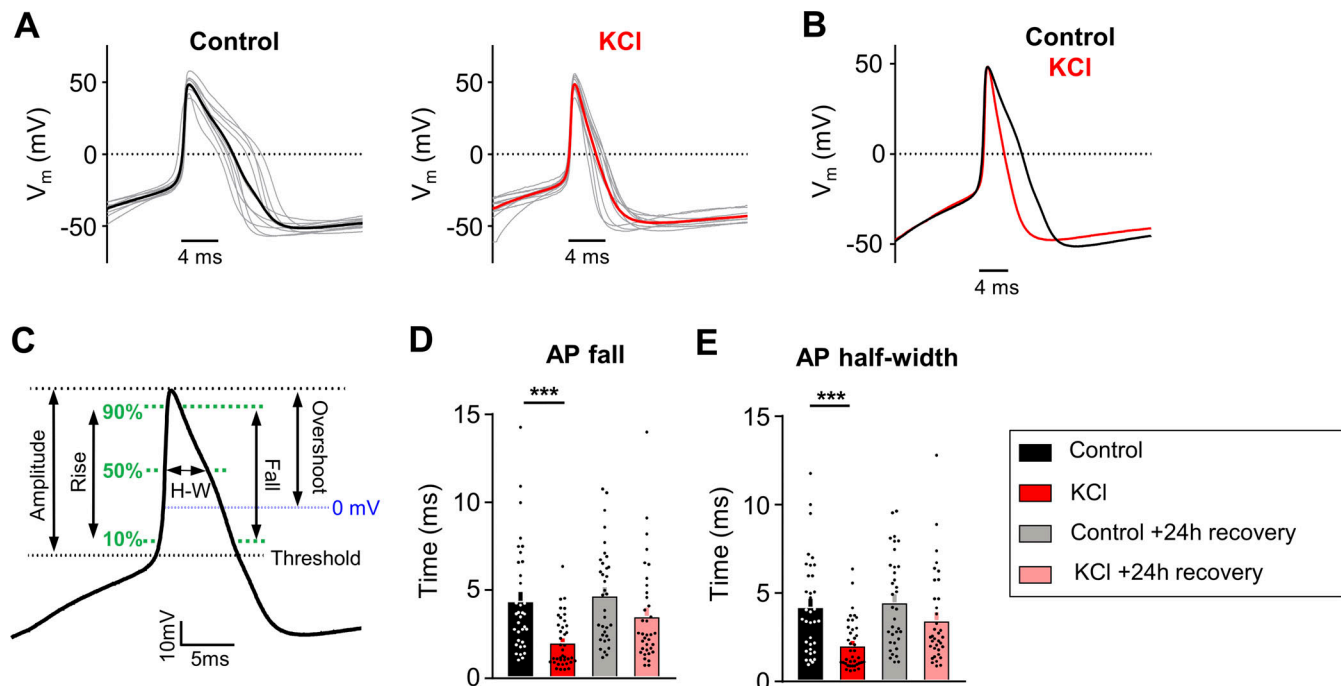 A
Control
50
0
-50
Vm (mV)
4 ms
KCl
50
0
-50
Vm (mV)
4 ms
B
Control
KCl
50
0
-50
Vm (mV)
4 ms
C
Amplitude
Rise
90%
50%
10%
H-W
Fall
Overshoot
0 mV
Threshold
10mV
5ms
D
AP fall
***
15
10
5
0
Time (ms)
E
AP half-width
***
15
10
5
0
Time (ms)
Control
KCl
Control +24h recovery
KCl +24h recovery